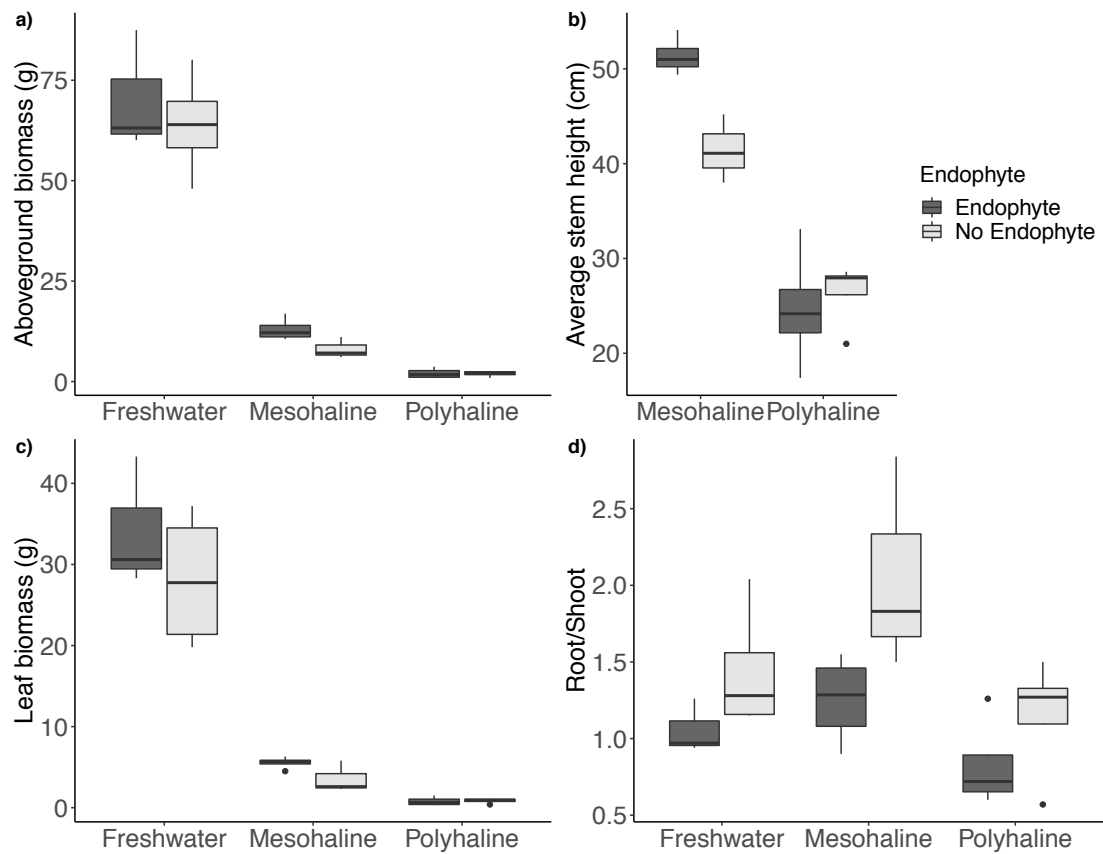 a)
Aboveground biomass (g)
75
50
25
0
Freshwater Mesohaline Polyhaline
b)
Average stem height (cm)
50
40
30
20
Mesohaline Polyhaline
Endophyte
Endophyte
No Endophyte
c)
Leaf biomass (g)
40
30
20
10
0
Freshwater Mesohaline Polyhaline
d)
Root/Shoot
2.5
2.0
1.5
1.0
0.5
Freshwater Mesohaline Polyhaline